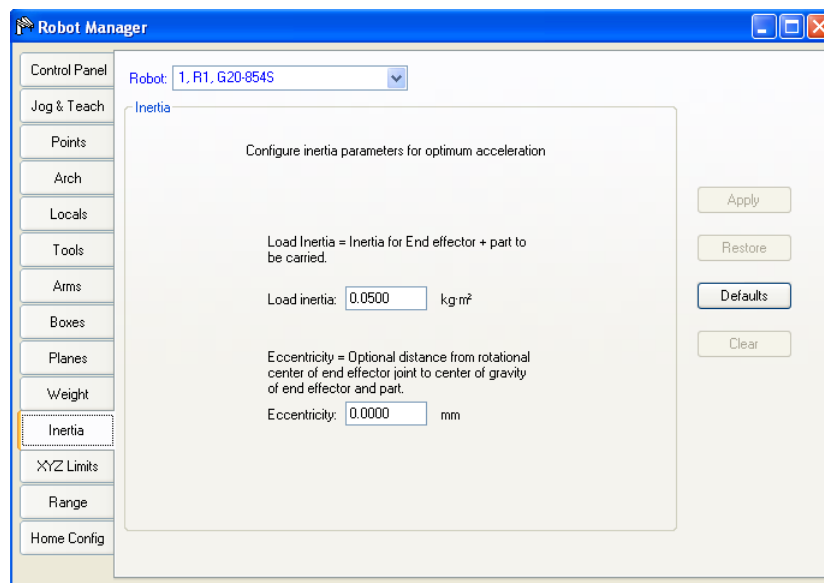 Robot Manager
Control Panel
Jog & Teach
Points
Arch
Locals
Tools
Arms
Boxes
Planes
Weight
Inertia
XYZ Limits
Range
Home Config
Robot: 1, R1, G20-854S
Inertia
Configure inertia parameters for optimum acceleration
Load Inertia = Inertia for End effector + part to
be carried.
Load inertia: 0.0500 kg·m²
Eccentricity = Optional distance from rotational
center of end effector joint to center of gravity
of end effector and part.
Eccentricity: 0.0000 mm
Apply
Restore
Defaults
Clear